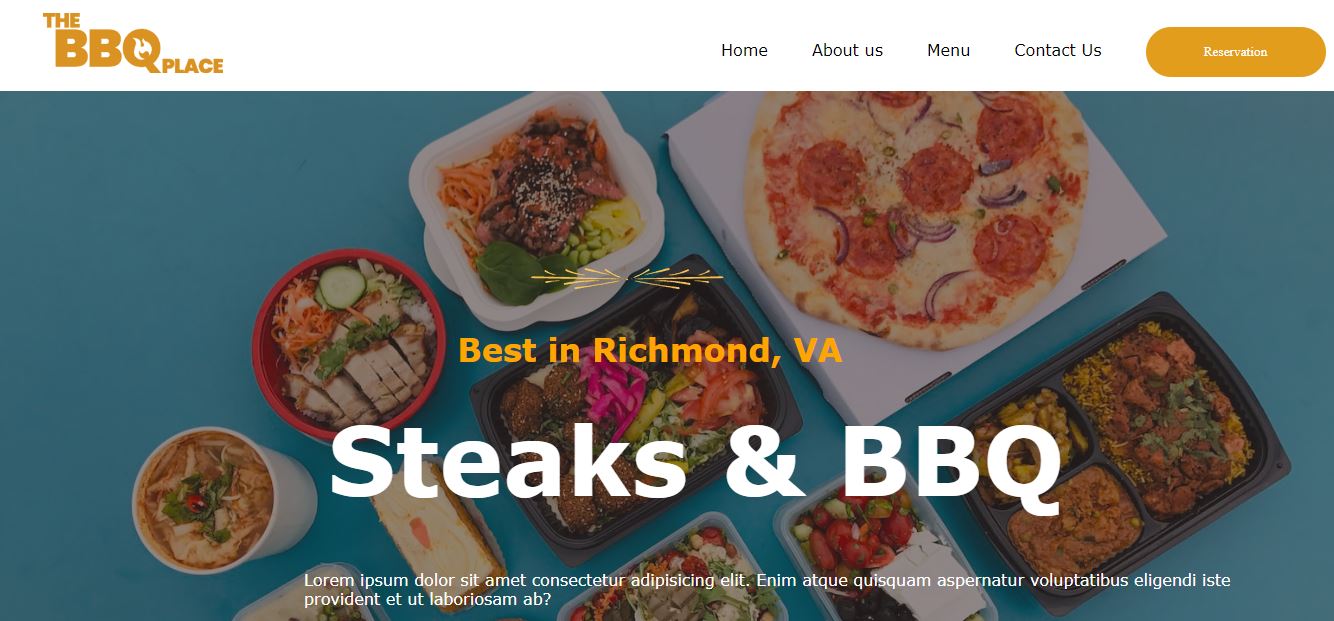 THE
BBQ
PLACE
Home About us Menu Contact Us Reservation
Best in Richmond, VA
Steaks & BBQ
Lorem ipsum dolor sit amet consectetur adipisicing elit. Enim atque quisquam aspernatur voluptatibus eligendi iste
provident et ut laboriosam ab?